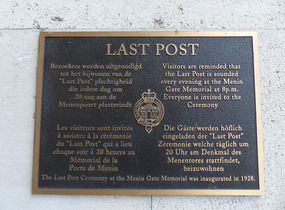 LAST POST
Bezoekers worden uitgenodigd
tot het bijwonen van de
"Last Post" plechtigheid
die iedere dag om
20 uur aan de
Menenpoort plaatsvindt
Visitors are reminded that
the Last Post is sounded
every evening at the Menin
Gate Memorial at 8p.m.
Everyone is invited to the
Ceremony
Les visiteurs sont invités
à assister à la cérémonie
du "Last Post" qui a lieu
chaque soir à 20 heures au
Mémorial de la
Porte de Menin
Die Gäste werden höflich
eingeladen der "Last Post"
Zeremonie welche täglich um
20 Uhr am Denkmal des
Menentores stattfindet,
beizuwohnen
The Last Post Ceremony at the Menin Gate Memorial was inaugurated in 1928.